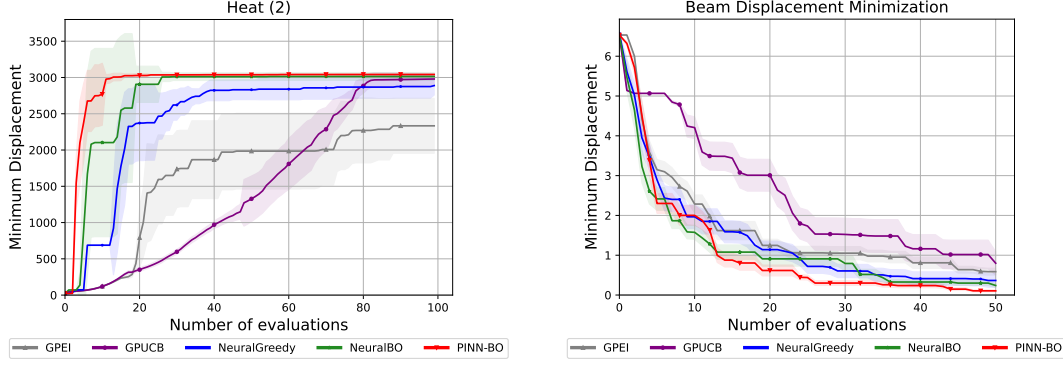 Heat (2)
3500
3000
2500
2000
1500
1000
500
0
Minimum Displacement
0 20 40 60 80 100
Number of evaluations
GPEI GPUCB NeuralGreedy NeuralBO PINN-BO
Beam Displacement Minimization
6
5
4
3
2
1
0
Minimum Displacement
0 10 20 30 40 50
Number of evaluations
GPEI GPUCB NeuralGreedy NeuralBO PINN-BO